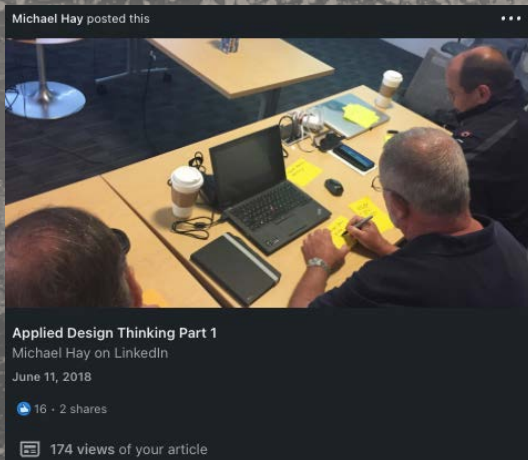 Michael Hay posted this
Applied Design Thinking Part 1
Michael Hay on LinkedIn
June 11, 2018
16 · 2 shares
174 views of your article